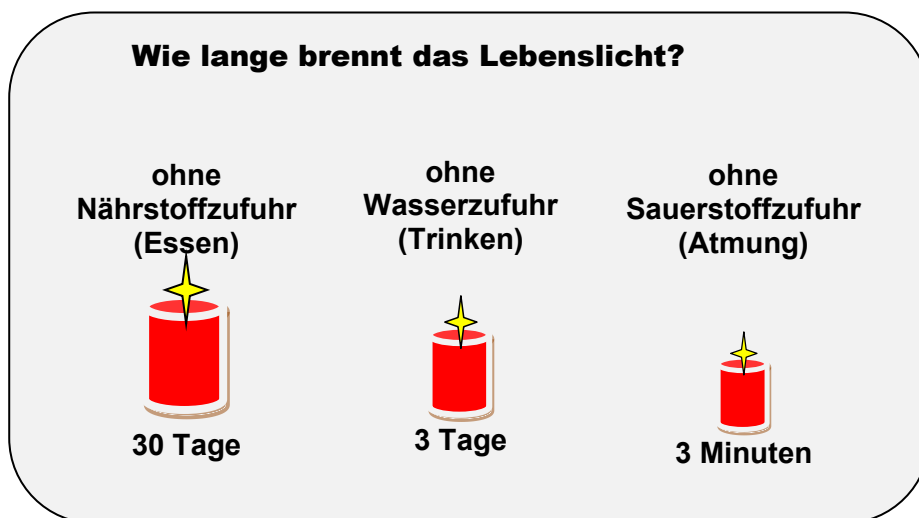 Wie lange brennt das Lebenslicht?
ohne
Nährstoffzufuhr
(Essen)
30 Tage
ohne
Wasserzufuhr
(Trinken)
3 Tage
ohne
Sauerstoffzufuhr
(Atmung)
3 Minuten